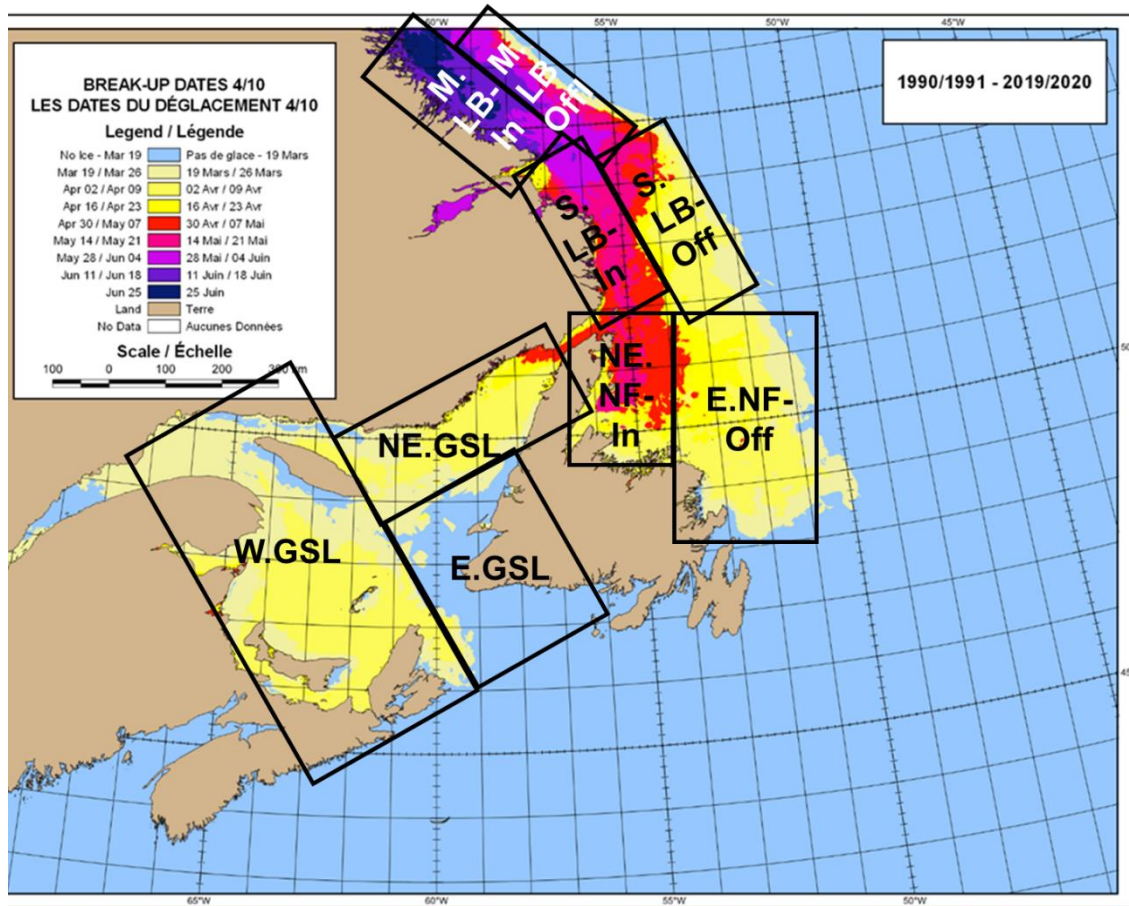 60°W
55°W
50°W
45°W
BREAK-UP DATES 4/10
LES DATES DU DÉGLACEMENT 4/10
Legend / Légende
No Ice - Mar 19 Pas de glace - 19 Mars
Mar 19 / Mar 26 19 Mars / 26 Mars
Apr 02 / Apr 09 02 Avr / 09 Avr
Apr 16 / Apr 23 16 Avr / 23 Avr
Apr 30 / May 07 30 Avr / 07 Mai
May 14 / May 21 14 Mai / 21 Mai
May 28 / Jun 04 28 Mai / 04 Juin
Jun 11 / Jun 18 11 Juin / 18 Juin
Jun 25 25 Juin
Land Terre
No Data Aucunes Données
Scale / Échelle
100 0 100 200
1990/1991 - 2019/2020
M.
LB-
In
M
LB
Off
S.
LB-
In
S.
LB-
Off
NE.
NF-
In
E.NF-
Off
NE.GSL
W.GSL
E.GSL
65°W
60°W
55°W
50°W